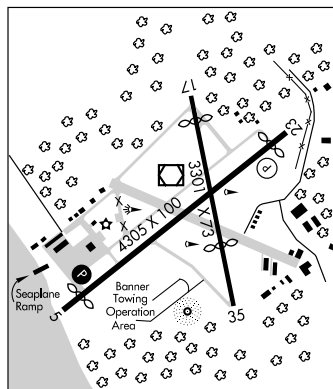 17
23
P
3301 X 73
4305 X 100
P
5
35
Seaplane
Ramp
Banner
Towing
Operation
Area